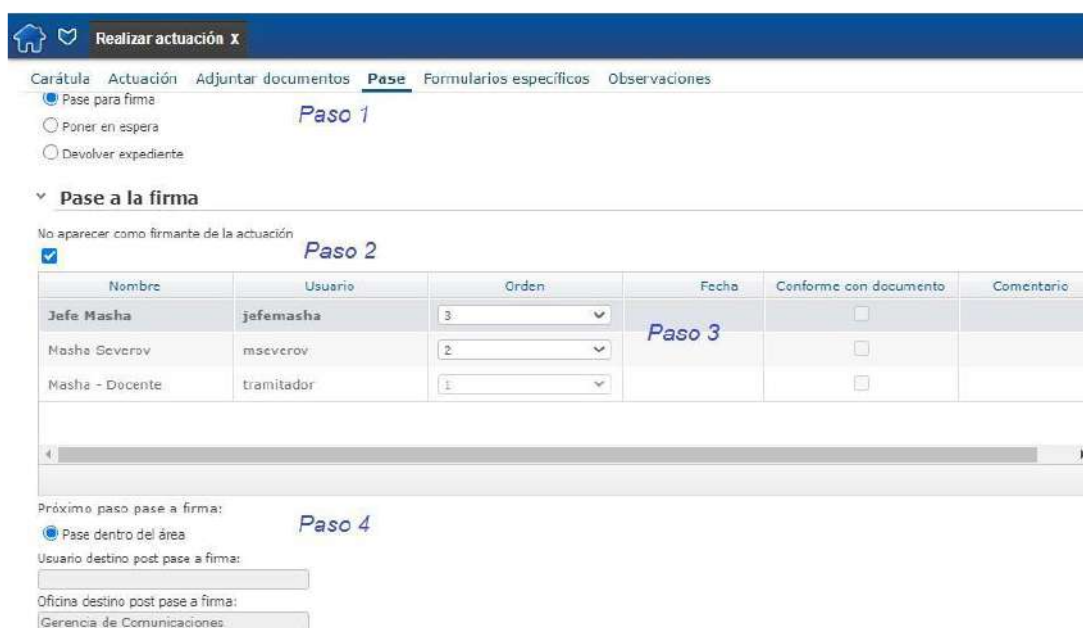 Realizar actuación X
Carátula Actuación Adjuntar documentos Pase Formularios específicos Observaciones
Pase para firma
Paso 1
Poner en espera
Devolver expediente
Pase a la firma
No aparecer como firmante de la actuación
Paso 2
Nombre Usuario Orden Fecha Conforme con documento Comentario
Jefe Masha jefemasha 3
Paso 3
Masha Severov mseverov 2
Masha - Docente tramitador 1
Próximo paso pase a firma:
Paso 4
Pase dentro del área
Usuario destino post pase a firma:
Oficina destino post pase a firma:
Gerencia de Comunicaciones